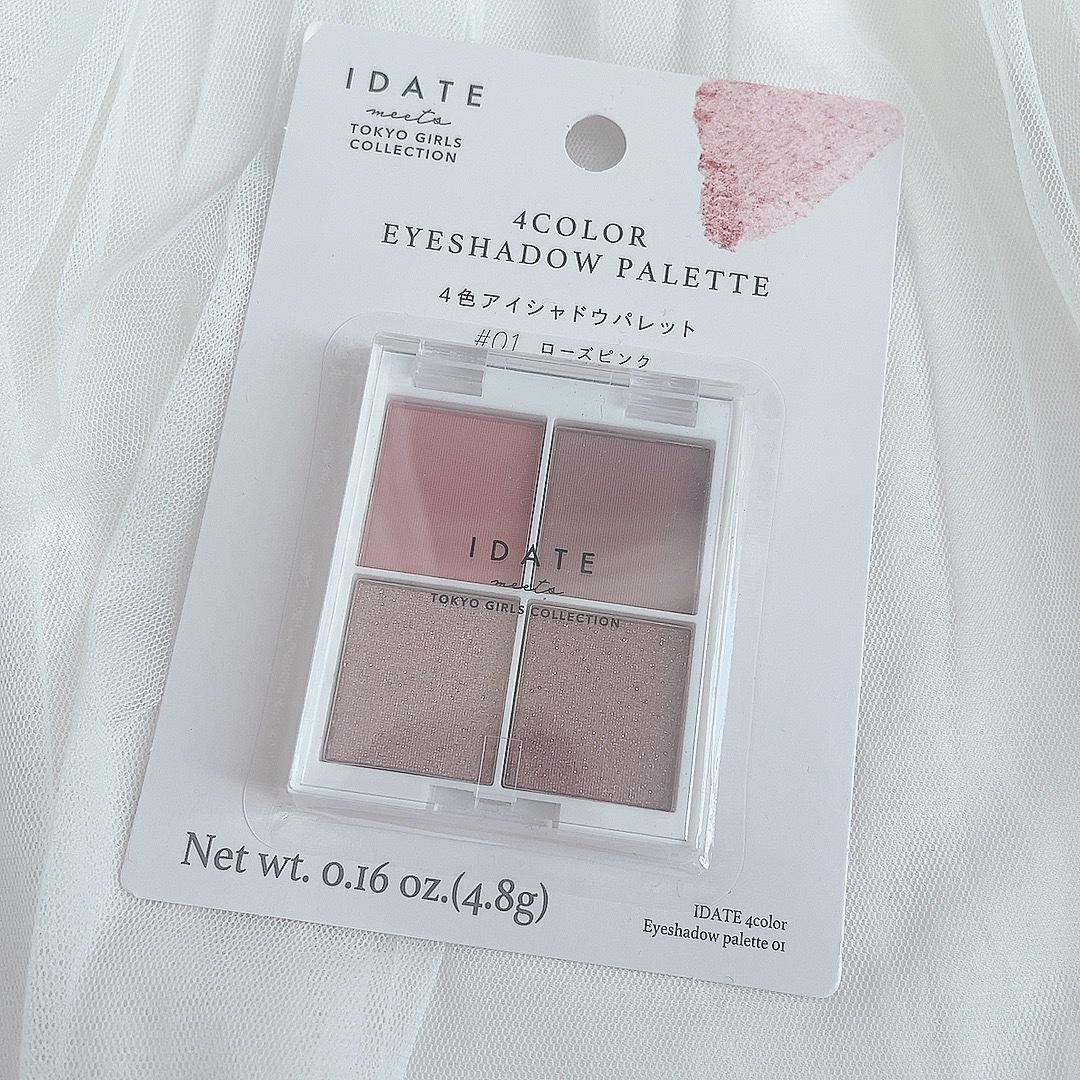 IDATE
meets
TOKYO GIRLS
COLLECTION
4COLOR
EYESHADOW PALETTE
4色アイシャドウパレット
#01 ローズピンク
IDATE
meets
TOKYO GIRLS COLLECTION
Net wt. 0.16 oz.(4.8g)
IDATE 4color
Eyeshadow palette 01